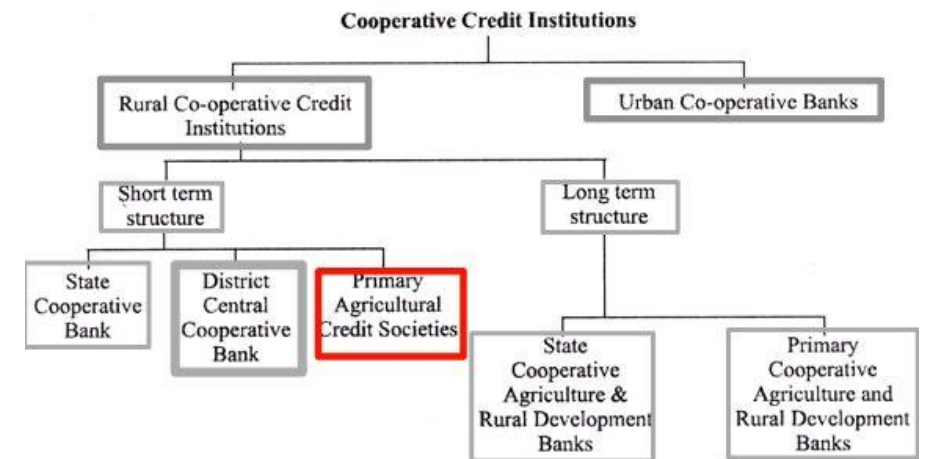 Cooperative Credit Institutions
Rural Co-operative Credit
Institutions
Urban Co-operative Banks
Short term
structure
Long term
structure
State
Cooperative
Bank
District
Central
Cooperative
Bank
Primary
Agricultural
Credit Societies
State
Cooperative
Agriculture &
Rural Development
Banks
Primary
Cooperative
Agriculture and
Rural Development
Banks